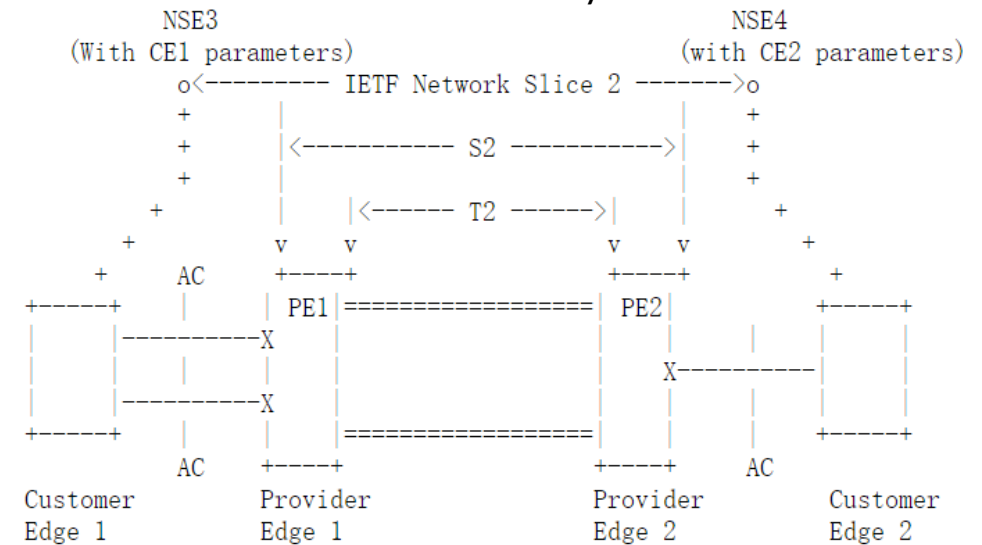 NSE3 NSE4
(With CE1 parameters) (with CE2 parameters)
o<--------- IETF Network Slice 2 ------->o
+ | | +
+ |<----------- S2 ----------->| +
+ | | +
+ | |<------ T2 ------>| | +
+ v v v v +
+ AC +----+ +----+ +
+------+ | | PE1|==================| PE2| +------+
| |----------X | | | | | |
| | | | | | X----------| |
| |----------X | | | | | |
+------+ | | |==================| | | +------+
AC +----+ +----+ AC
Customer Provider Provider Customer
Edge 1 Edge 1 Edge 2 Edge 2